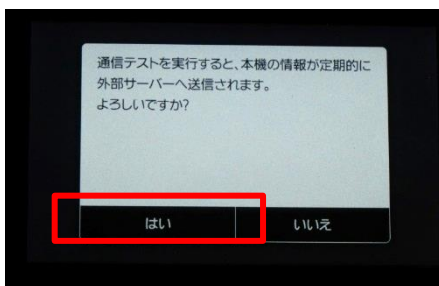 通信テストを実行すると、本機の情報が定期的に
外部サーバーへ送信されます。
よろしいですか?
はい
いいえ